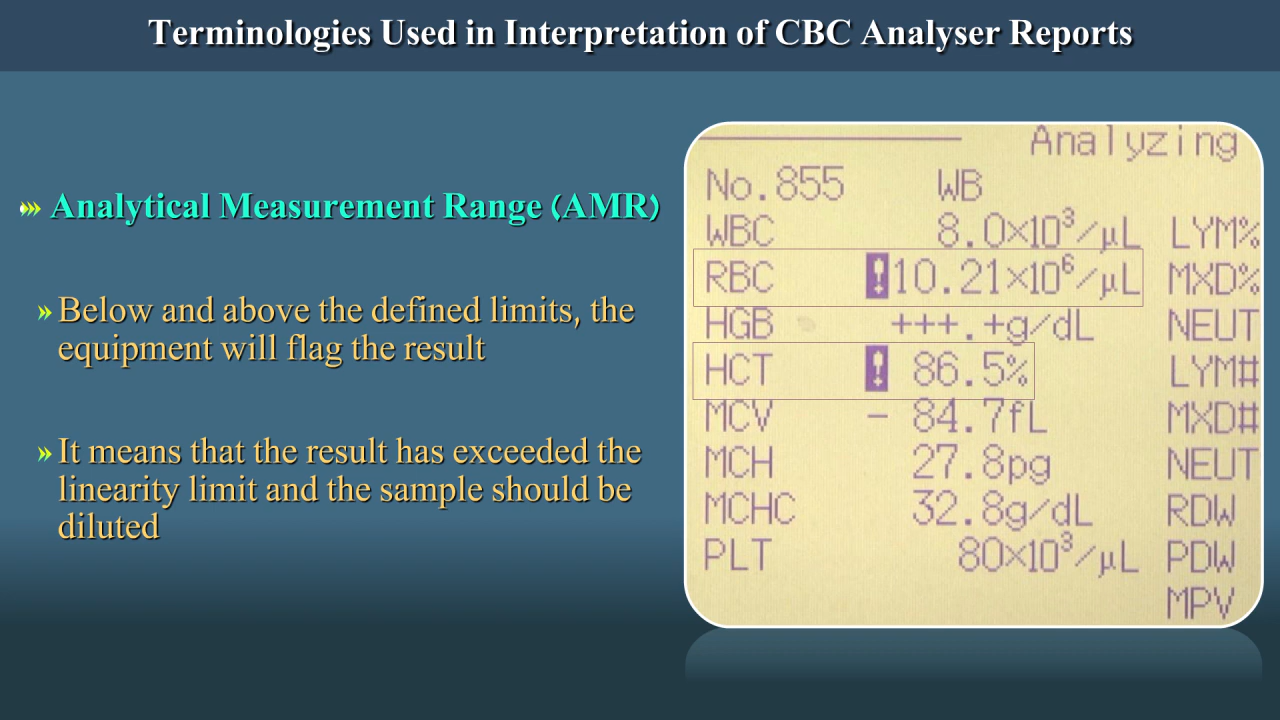 Terminologies Used in Interpretation of CBC Analyser Reports
Analytical Measurement Range (AMR)
Below and above the defined limits, the
equipment will flag the result
It means that the result has exceeded the
linearity limit and the sample should be
diluted
Analyzing
No.855 WB
WBC 8.0×10³/µL LYM%
RBC !10.21×10⁶/µL MXD%
HGB +++.+g/dL NEUT
HCT ! 86.5% LYM#
MCV - 84.7fL MXD#
MCH 27.8pg NEUT
MCHC 32.8g/dL RDW
PLT 80×10³/µL PDW
MPV